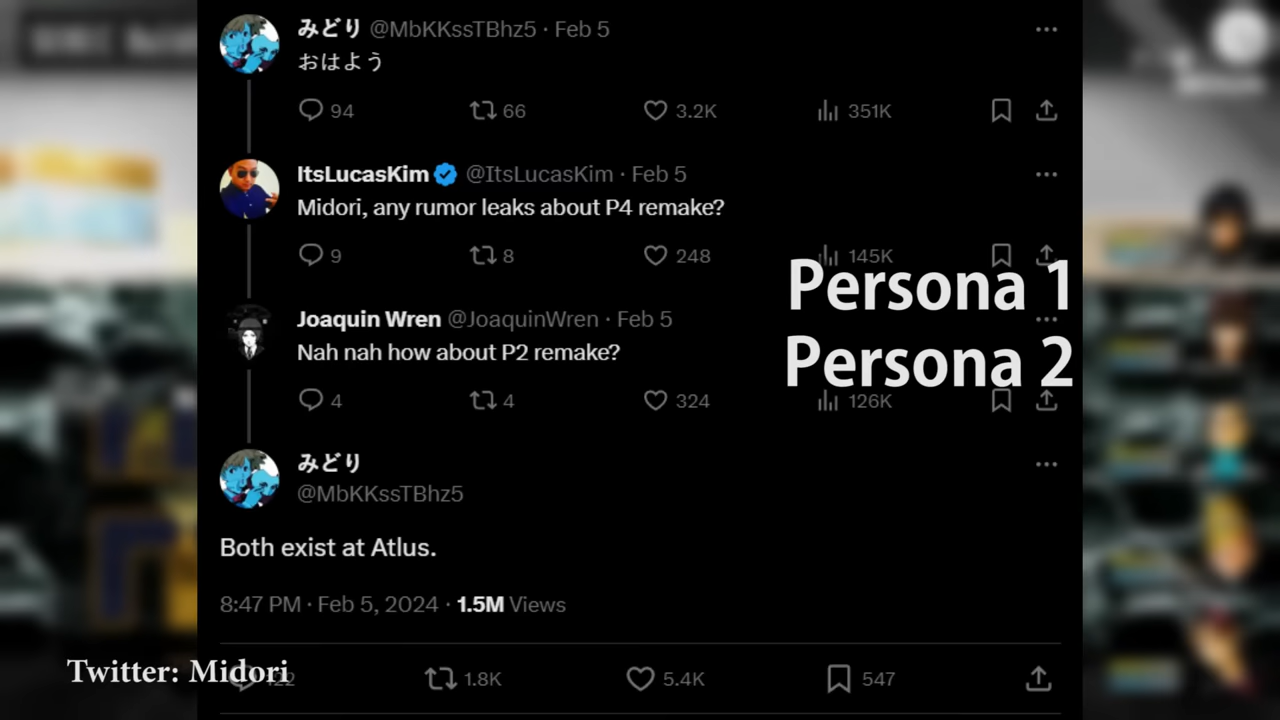 みどり @MbKKssTBhz5 · Feb 5
おはよう
94 66 3.2K 351K
ItsLucasKim @ItsLucasKim · Feb 5
Midori, any rumor leaks about P4 remake?
9 8 248 145K
Persona 1
Joaquin Wren @JoaquinWren · Feb 5
Nah nah how about P2 remake?
Persona 2
4 4 324 126K
みどり
@MbKKssTBhz5
Both exist at Atlus.
8:47 PM · Feb 5, 2024 · 1.5M Views
Twitter: Midori
122 1.8K 5.4K 547